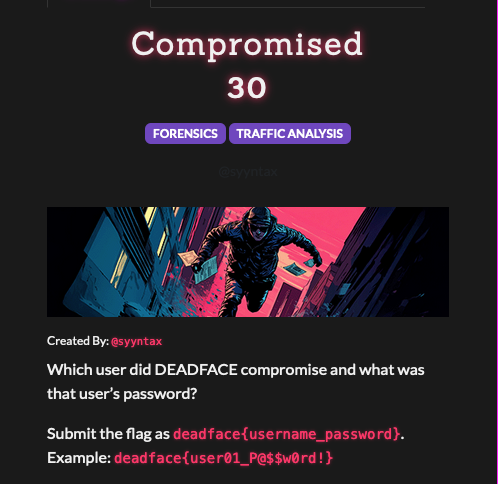 Compromised
30
FORENSICS TRAFFIC ANALYSIS
@syyntax
Created By: @syyntax
Which user did DEADFACE compromise and what was
that user’s password?
Submit the flag as deadface{username_password}.
Example: deadface{user01_P@$$w0rd!}